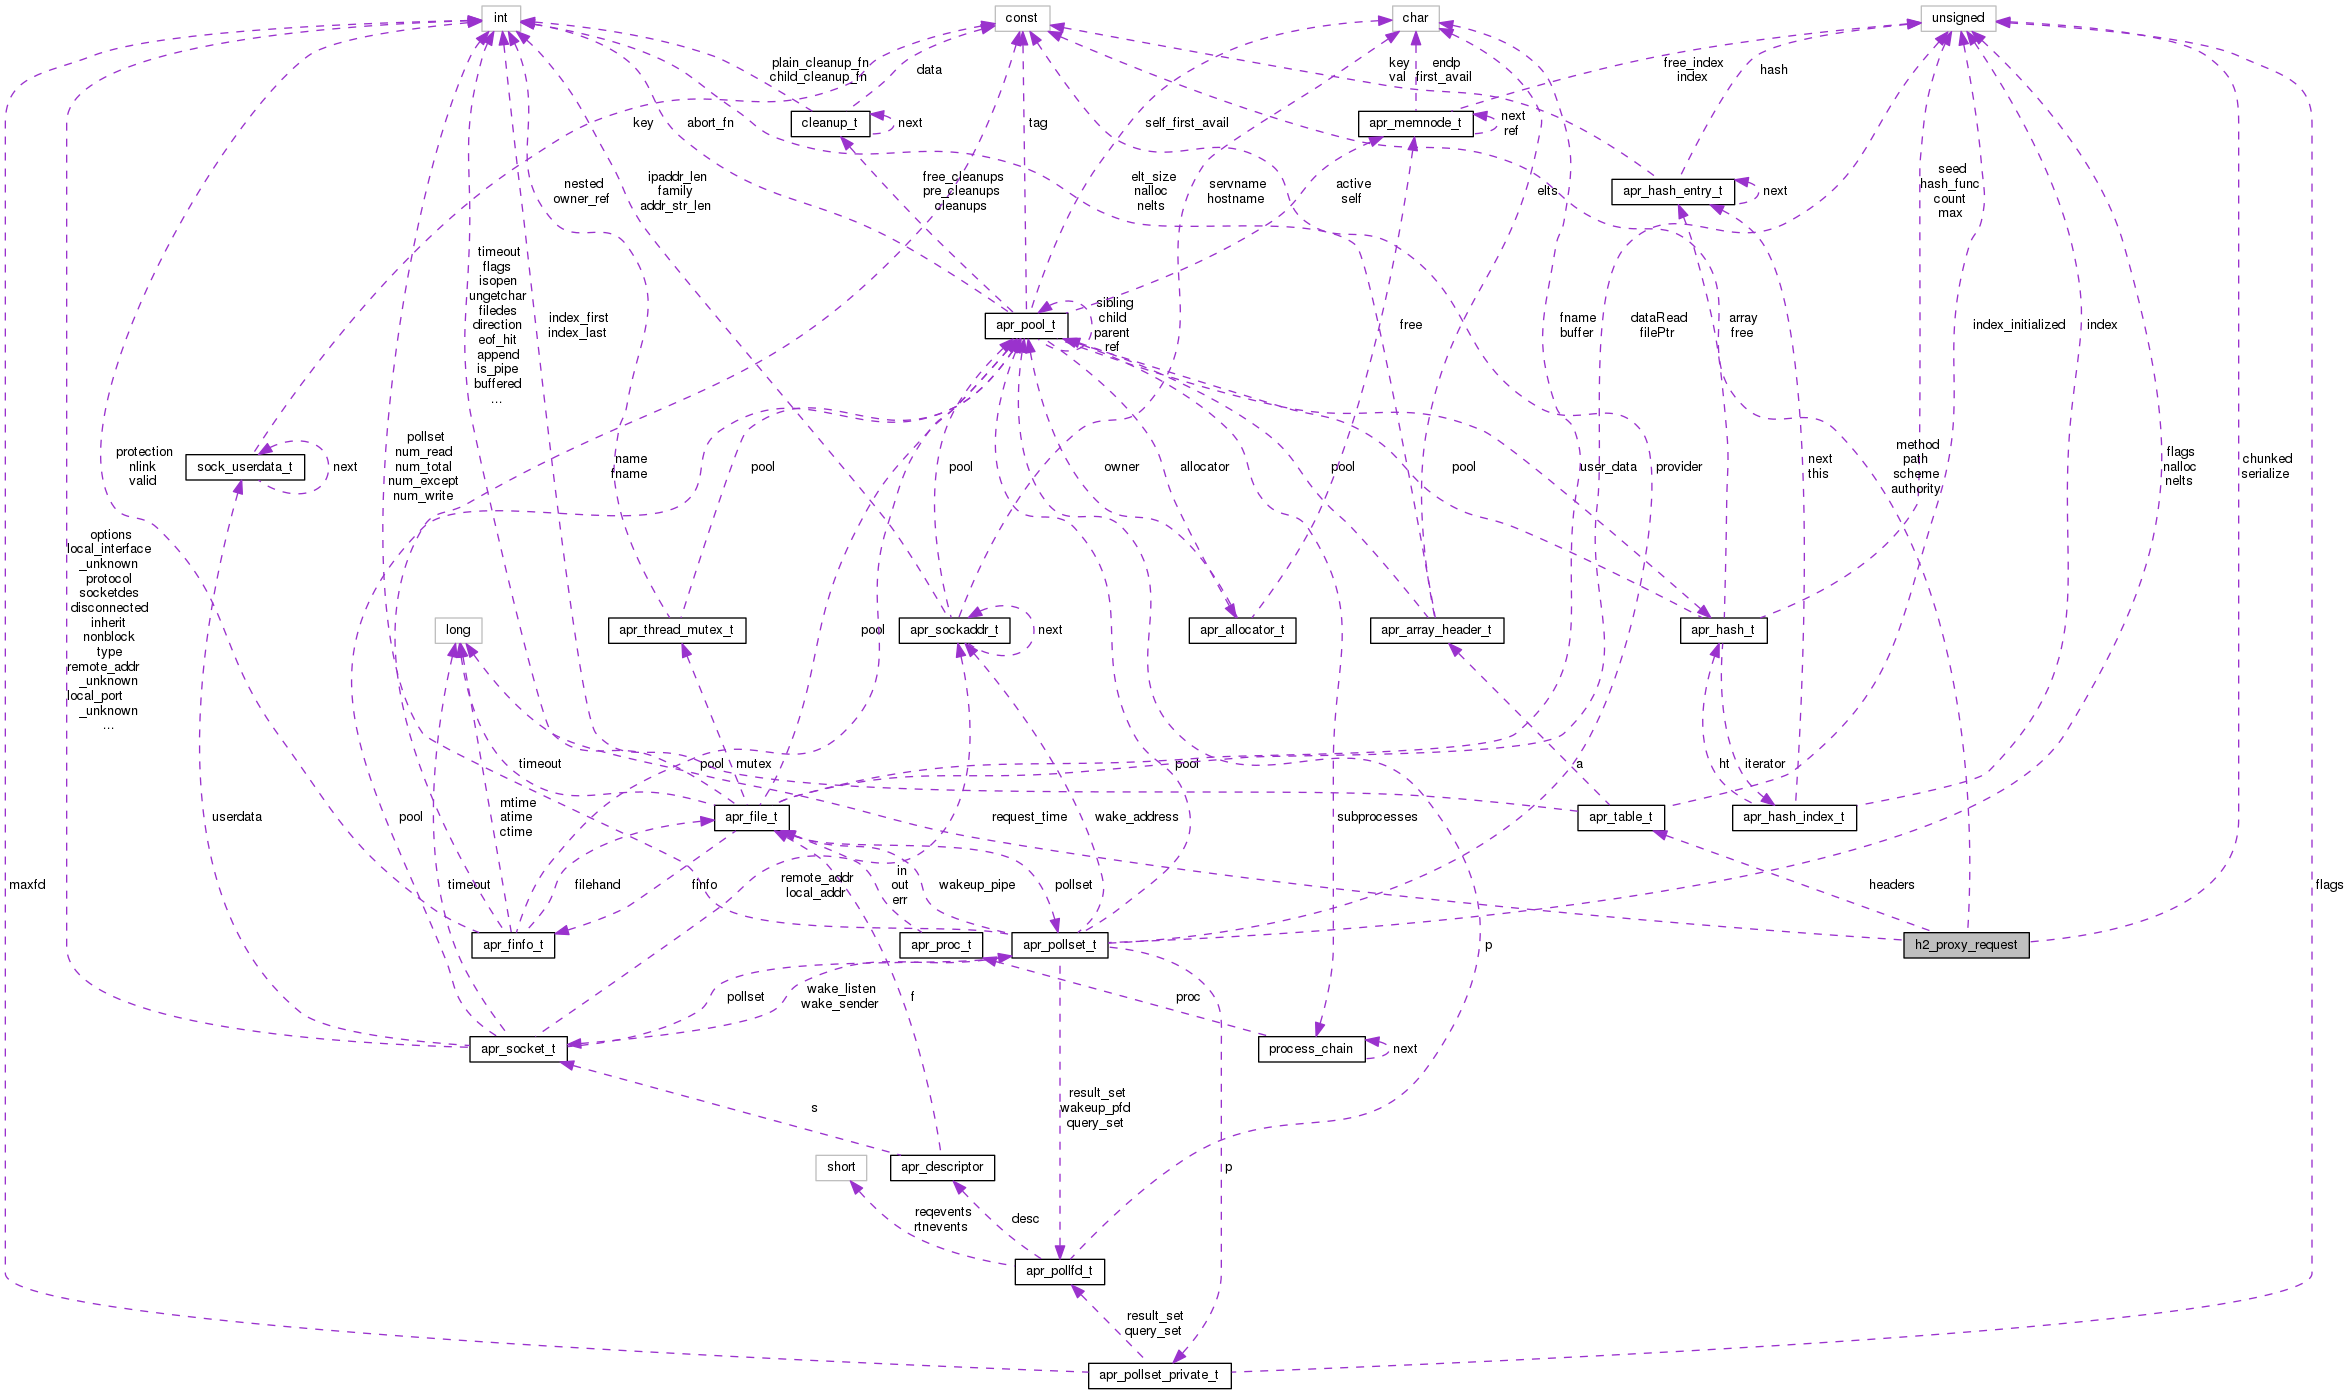 int
const
char
unsigned
plain_cleanup_fn
child_cleanup_fn
data
key
val
endp
first_avail
free_index
index
hash
cleanup_t
next
apr_memnode_t
next
ref
key
abort_fn
tag
self_first_avail
nested
owner_ref
ipaddr_len
family
addr_str_len
free_cleanups
pre_cleanups
cleanups
elt_size
nalloc
nelts
servname
hostname
active
self
elts
apr_hash_entry_t
next
seed
hash_func
count
max
timeout
flags
isopen
ungetchar
filedes
direction
eof_hit
append
is_pipe
buffered
...
index_first
index_last
apr_pool_t
sibling
child
parent
ref
free
fname
buffer
dataRead
filePtr
array
free
index_initialized
index
protection
nlink
valid
sock_userdata_t
next
pollset
num_read
num_total
num_except
num_write
name
fname
pool
pool
owner
allocator
pool
pool
user_data
provider
method
path
scheme
authority
next
this
flags
nalloc
nelts
chunked
serialize
options
local_interface
_unknown
protocol
socketdes
disconnected
inherit
nonblock
type
remote_addr
_unknown
local_port
_unknown
...
long
apr_thread_mutex_t
pool
apr_sockaddr_t
next
apr_allocator_t
apr_array_header_t
apr_hash_t
timeout
pool
mutex
pool
a
ht
iterator
userdata
pool
mtime
atime
ctime
apr_file_t
request_time
wake_address
subprocesses
apr_table_t
apr_hash_index_t
maxfd
timeout
filehand
finfo
remote_addr
local_addr
in
out
err
wakeup_pipe
pollset
headers
flags
apr_finfo_t
apr_proc_t
apr_pollset_t
p
h2_proxy_request
pollset
wake_listen
wake_sender
f
proc
apr_socket_t
process_chain
next
s
result_set
wakeup_pfd
query_set
short
apr_descriptor
p
reqevents
rtnevents
desc
apr_pollfd_t
result_set
query_set
apr_pollset_private_t